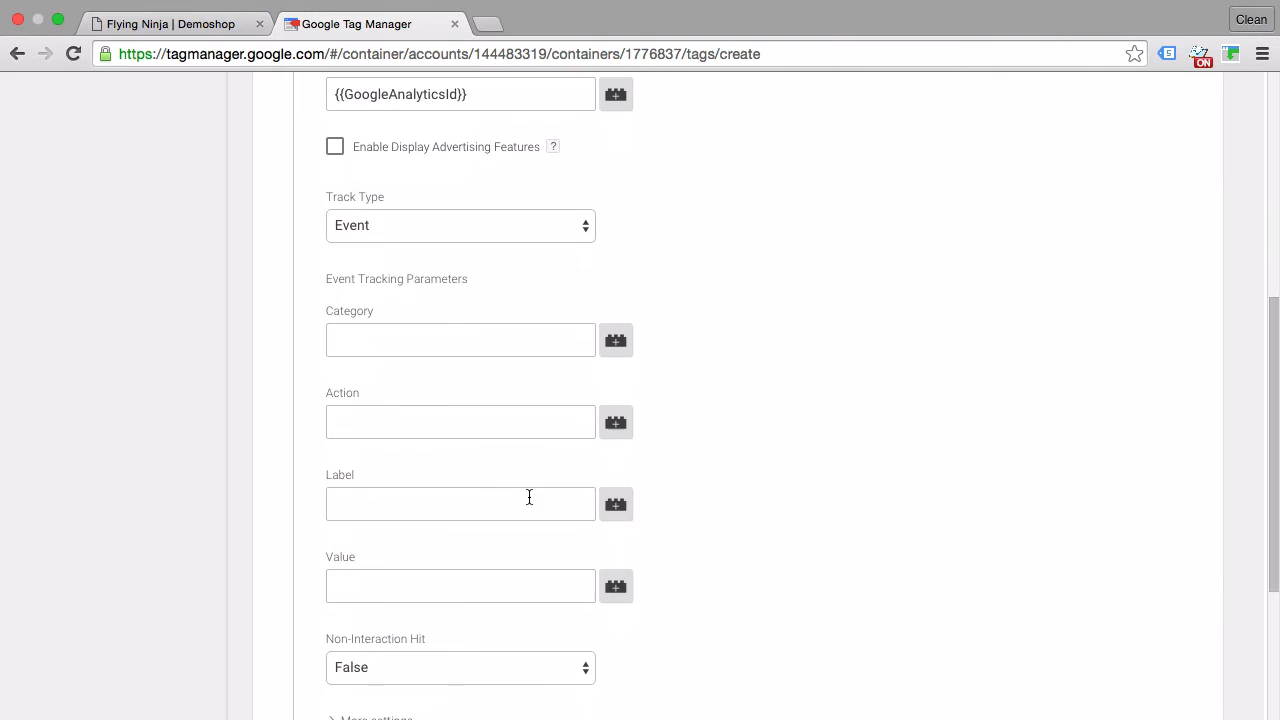 Flying Ninja | Demoshop
Google Tag Manager
Clean
https://tagmanager.google.com/#/container/accounts/144483319/containers/1776837/tags/create
5
ON
{{GoogleAnalyticsId}}
Enable Display Advertising Features ?
Track Type
Event
Event Tracking Parameters
Category
Action
Label
Value
Non-Interaction Hit
False
More settings